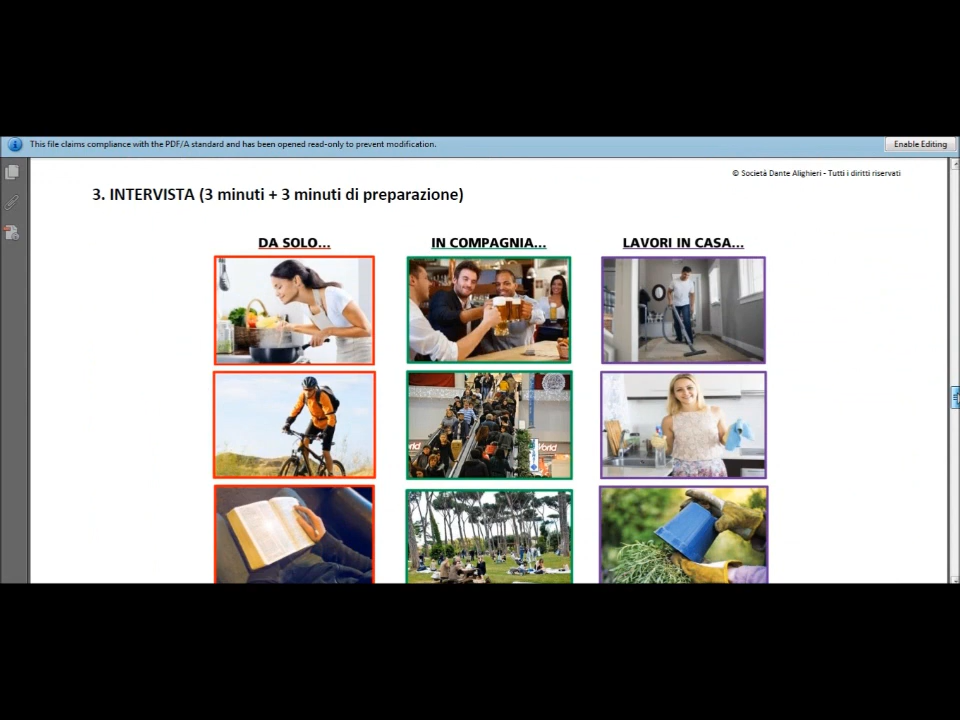 This file claims compliance with the PDF/A standard and has been opened read-only to prevent modification.
Enable Editing
© Società Dante Alighieri - Tutti i diritti riservati
3. INTERVISTA (3 minuti + 3 minuti di preparazione)
DA SOLO...
IN COMPAGNIA...
LAVORI IN CASA...